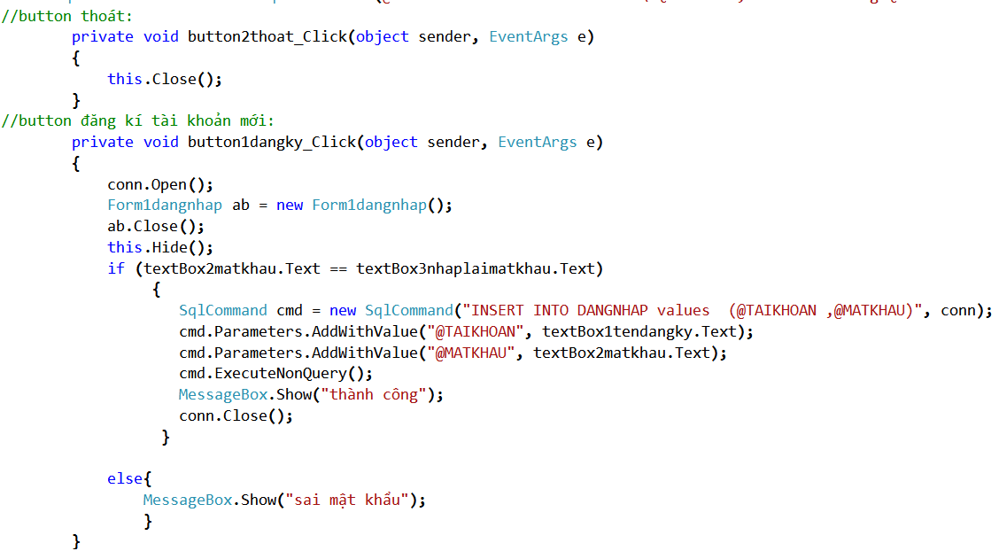 //button thoát:
private void button2thoat_Click(object sender, EventArgs e)
{
this.Close();
}
//button đăng kí tài khoản mới:
private void button1dangky_Click(object sender, EventArgs e)
{
conn.Open();
Form1dangnhap ab = new Form1dangnhap();
ab.Close();
this.Hide();
if (textBox2matkhau.Text == textBox3nhaplaimatkhau.Text)
{
SqlCommand cmd = new SqlCommand("INSERT INTO DANGNHAP values  (@TAIKHOAN ,@MATKHAU)", conn);
cmd.Parameters.AddWithValue("@TAIKHOAN", textBox1tendangky.Text);
cmd.Parameters.AddWithValue("@MATKHAU", textBox2matkhau.Text);
cmd.ExecuteNonQuery();
MessageBox.Show("thành công");
conn.Close();
}
else{
MessageBox.Show("sai mật khẩu");
}
}